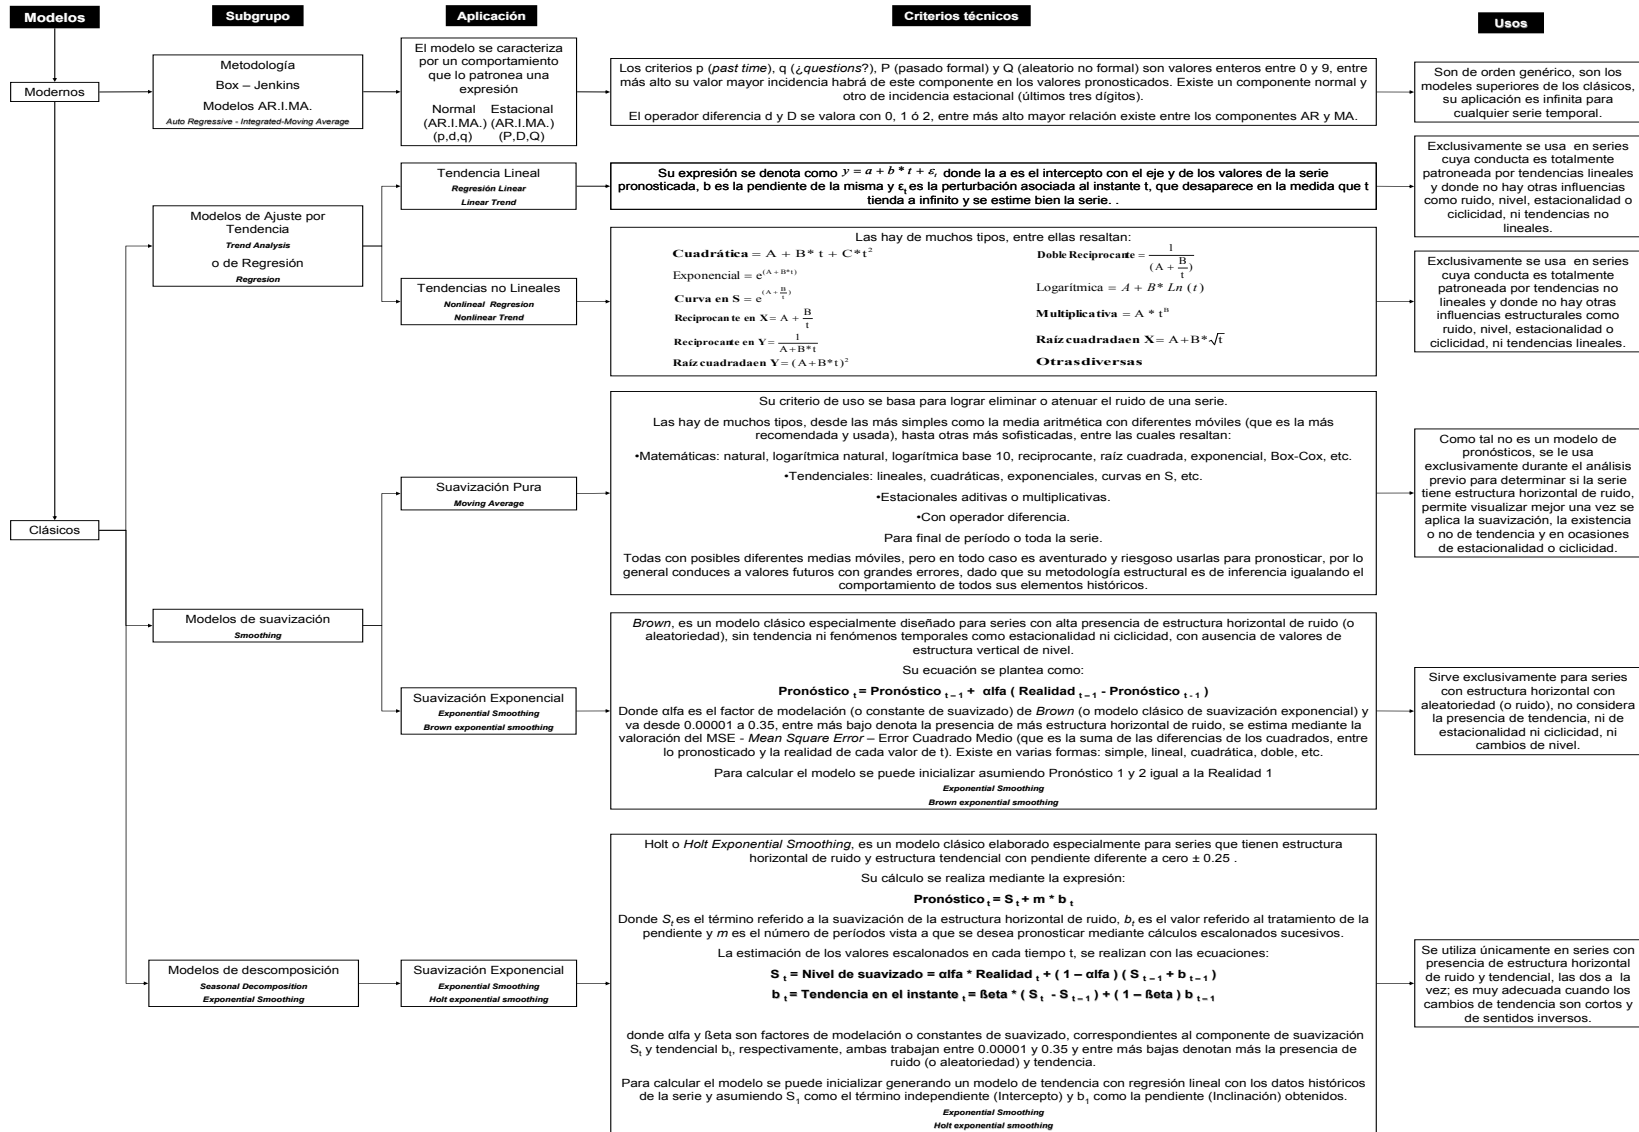 Modelos
Subgrupo
Aplicación
Criterios técnicos
Usos
Modernos
Metodología
Box – Jenkins
Modelos AR.I.MA.
Auto Regressive - Integrated-Moving Average
El modelo se caracteriza
por un comportamiento
que lo patronea una
expresión
Normal Estacional
(AR.I.MA.) (AR.I.MA.)
(p,d,q) (P,D,Q)
Los criterios p (past time), q (¿questions?), P (pasado formal) y Q (aleatorio no formal) son valores enteros entre 0 y 9, entre
más alto su valor mayor incidencia habrá de este componente en los valores pronosticados. Existe un componente normal y
otro de incidencia estacional (últimos tres dígitos).
El operador diferencia d y D se valora con 0, 1 ó 2, entre más alto mayor relación existe entre los componentes AR y MA.
Son de orden genérico, son los
modeles superiores de los clásicos,
su aplicación es infinita para
cualquier serie temporal.
Clásicos
Modelos de Ajuste por
Tendencia
Trend Analysis
o de Regresión
Regresion
Tendencia Lineal
Regresión Linear
Linear Trend
Su expresión se denota como y = a + b * t + εt donde la a es el intercepto con el eje y de los valores de la serie
pronosticada, b es la pendiente de la misma y εt es la perturbación asociada al instante t, que desaparece en la medida que t
tienda a infinito y se estime bien la serie. .
Exclusivamente se usa en series
cuya conducta es totalmente
patroneada por tendencias lineales
y donde no hay otras influencias
como ruido, nivel, estacionalidad o
ciclicidad, ni tendencias no
lineales.
Tendencias no Lineales
Nonlineal Regresion
Nonlinear Trend
Las hay de muchos tipos, entre ellas resaltan:
Cuadrática = A + B* t + C*t²
Exponencial = e^(A+B*t)
Curva en S = e^(A+B/t)
Reciprocan te en X= A + B/t
Reciprocante en Y= 1/(A+B*t)
Raíz cuadradaen Y= (A+B*t)²
Doble Reciprocante = 1/(A + B/t)
Logarítmica = A + B* Ln (t)
Multiplicativa = A * t^B
Raíz cuadradaen X= A+B*√t
Otrasdiversas
Exclusivamente se usa en series
cuya conducta es totalmente
patroneada por tendencias no
lineales y donde no hay otras
influencias estructurales como
ruido, nivel, estacionalidad o
ciclicidad, ni tendencias lineales.
Modelos de suavización
Smoothing
Suavización Pura
Moving Average
Su criterio de uso se basa para lograr eliminar o atenuar el ruido de una serie.
Las hay de muchos tipos, desde las más simples como la media aritmética con diferentes móviles (que es la más
recomendada y usada), hasta otras más sofisticadas, entre las cuales resaltan:
•Matemáticas: natural, logarítmica natural, logarítmica base 10, reciprocante, raíz cuadrada, exponencial, Box-Cox, etc.
•Tendenciales: lineales, cuadráticas, exponenciales, curvas en S, etc.
•Estacionales aditivas o multiplicativas.
•Con operador diferencia.
Para final de período o toda la serie.
Todas con posibles diferentes medias móviles, pero en todo caso es aventurado y riesgoso usarlas para pronosticar, por lo
general conduces a valores futuros con grandes errores, dado que su metodología estructural es de inferencia igualando el
comportamiento de todos sus elementos históricos.
Como tal no es un modelo de
pronósticos, se le usa
exclusivamente durante el análisis
previo para determinar si la serie
tiene estructura horizontal de ruido,
permite visualizar mejor una vez se
aplica la suavización, la existencia
o no de tendencia y en ocasiones
de estacionalidad o ciclicidad.
Suavización Exponencial
Exponential Smoothing
Brown exponential smoothing
Brown, es un modelo clásico especialmente diseñado para series con alta presencia de estructura horizontal de ruido (o
aleatoriedad), sin tendencia ni fenómenos temporales como estacionalidad ni ciclicidad, con ausencia de valores de
estructura vertical de nivel.
Su ecuación se plantea como:
Pronóstico t = Pronóstico t – 1 + αlfa ( Realidad t – 1 - Pronóstico t - 1 )
Donde αlfa es el factor de modelación (o constante de suavizado) de Brown (o modelo clásico de suavización exponencial) y
va desde 0.00001 a 0.35, entre más bajo denota la presencia de más estructura horizontal de ruido, se estima mediante la
valoración del MSE - Mean Square Error – Error Cuadrado Medio (que es la suma de las diferencias de los cuadrados, entre
lo pronosticado y la realidad de cada valor de t). Existe en varias formas: simple, lineal, cuadrática, doble, etc.
Para calcular el modelo se puede inicializar asumiendo Pronóstico 1 y 2 igual a la Realidad 1
Exponential Smoothing
Brown exponential smoothing
Sirve exclusivamente para series
con estructura horizontal con
aleatoriedad (o ruido), no considera
la presencia de tendencia, ni de
estacionalidad ni ciclicidad, ni
cambios de nivel.
Modelos de descomposición
Seasonal Decomposition
Exponential Smoothing
Suavización Exponencial
Exponential Smoothing
Holt exponential smoothing
Holt o Holt Exponential Smoothing, es un modelo clásico elaborado especialmente para series que tienen estructura
horizontal de ruido y estructura tendencial con pendiente diferente a cero ± 0.25 .
Su cálculo se realiza mediante la expresión:
Pronóstico t = S t + m * b t
Donde St es el término referido a la suavización de la estructura horizontal de ruido, bt es el valor referido al tratamiento de la
pendiente y m es el número de períodos vista a que se desea pronosticar mediante cálculos escalonados sucesivos.
La estimación de los valores escalonados en cada tiempo t, se realizan con las ecuaciones:
S t = Nivel de suavizado = αlfa * Realidad t + ( 1 – αlfa ) ( S t – 1 + b t – 1 )
b t = Tendencia en el instante t = ßeta * ( S t - S t – 1 ) + ( 1 – ßeta ) b t – 1
donde αlfa y ßeta son factores de modelación o constantes de suavizado, correspondientes al componente de suavización
St y tendencial bt, respectivamente, ambas trabajan entre 0.00001 y 0.35 y entre más bajas denotan más la presencia de
ruido (o aleatoriedad) y tendencia.
Para calcular el modelo se puede inicializar generando un modelo de tendencia con regresión lineal con los datos históricos
de la serie y asumiendo S1 como el término independiente (Intercepto) y b1 como la pendiente (Inclinación) obtenidos.
Exponential Smoothing
Holt exponential smoothing
Se utiliza únicamente en series con
presencia de estructura horizontal
de ruido y tendencial, las dos a la
vez; es muy adecuada cuando los
cambios de tendencia son cortos y
de sentidos inversos.